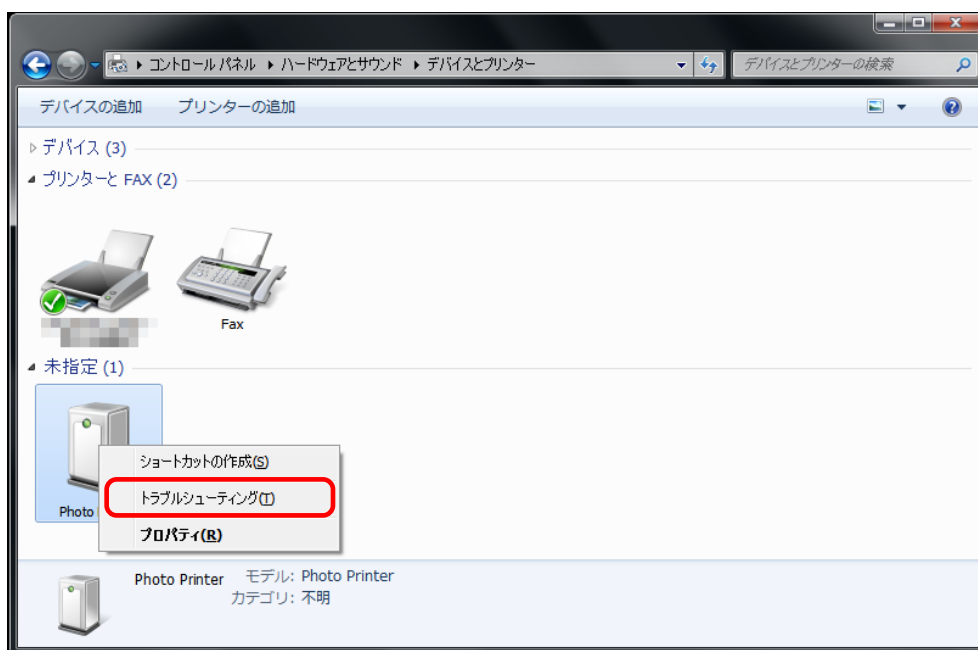 コントロール パネル ▸ ハードウェアとサウンド ▸ デバイスとプリンター
デバイスとプリンターの検索
デバイスの追加 プリンターの追加
デバイス (3)
プリンターと FAX (2)
Fax
未指定 (1)
ショートカットの作成(S)
トラブルシューティング(T)
Photo
プロパティ(R)
Photo Printer モデル: Photo Printer
カテゴリ: 不明